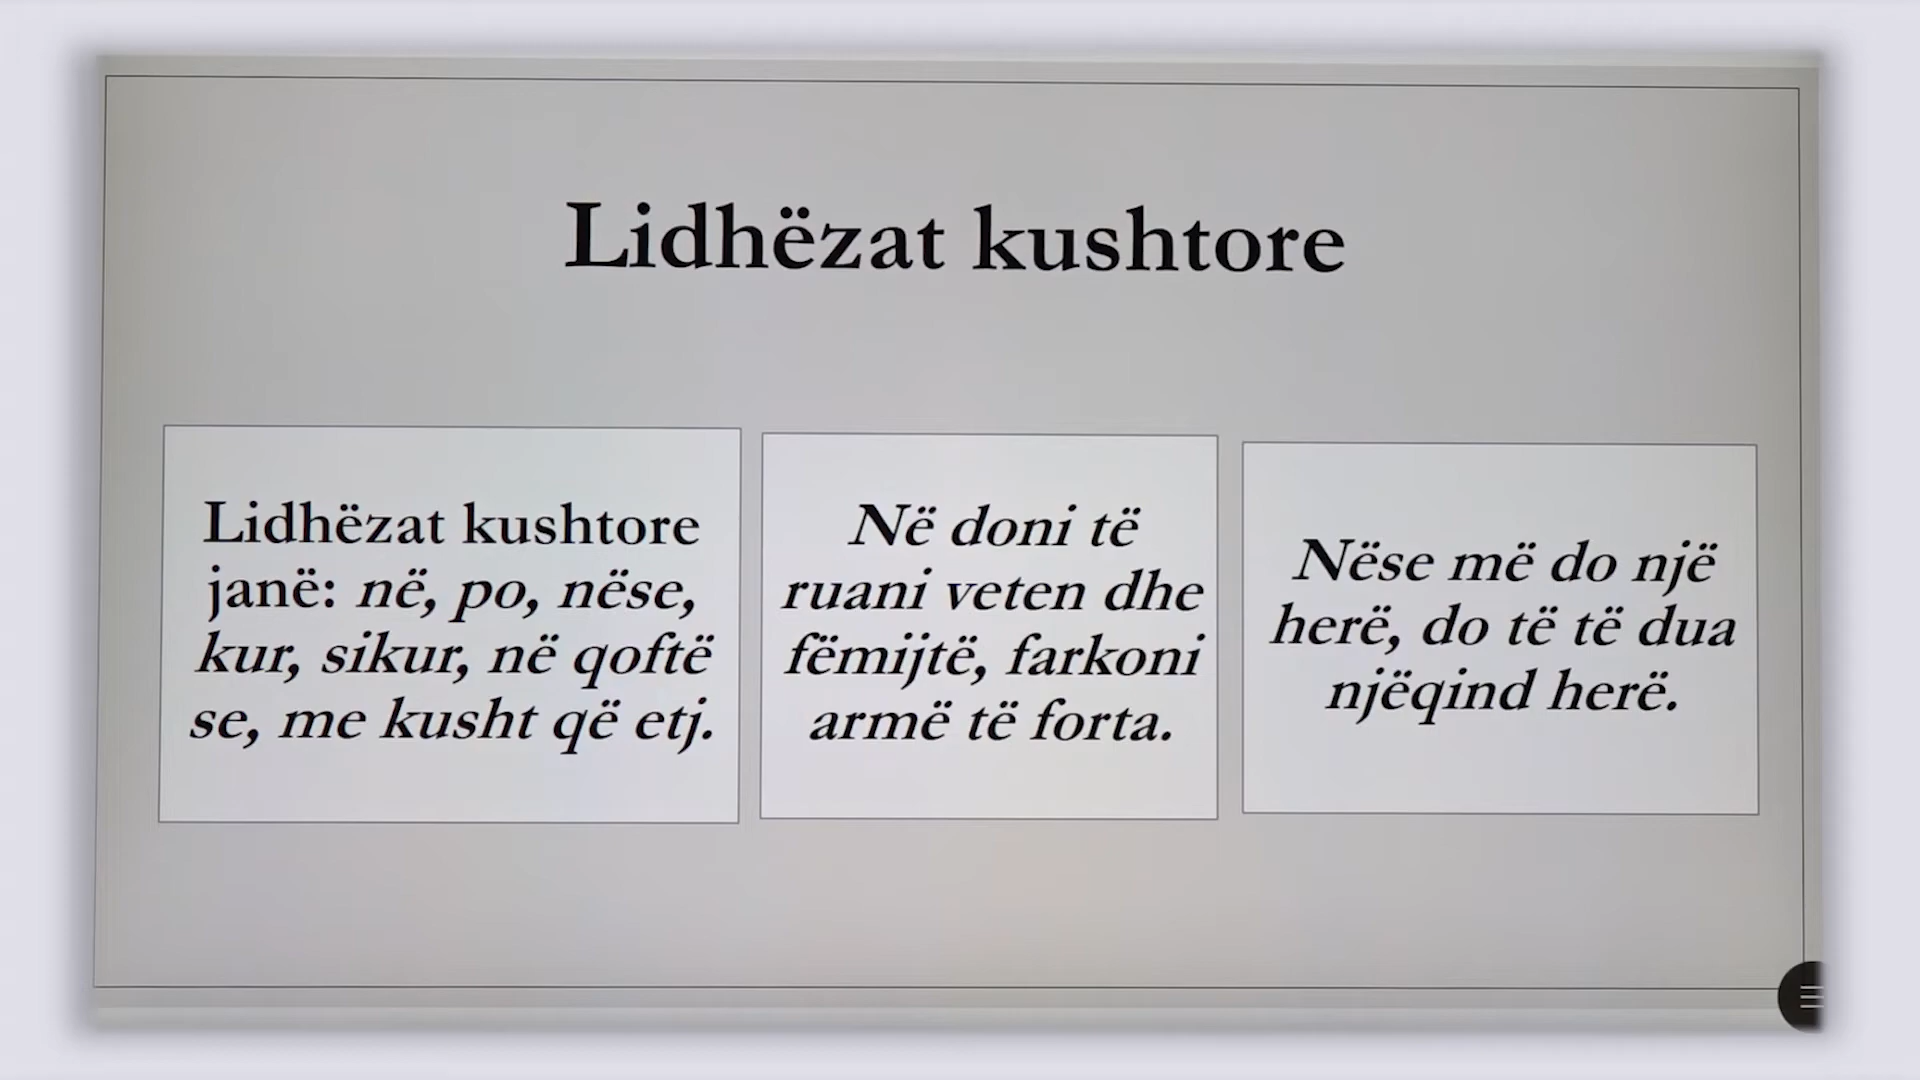 Lidhëzat kushtore
Lidhëzat kushtore
janë: në, po, nëse,
kur, sikur, në qoftë
se, me kusht që etj.
Në doni të
ruani veten dhe
fëmijtë, farkoni
armë të forta.
Nëse më do një
herë, do të të dua
njëqind herë.